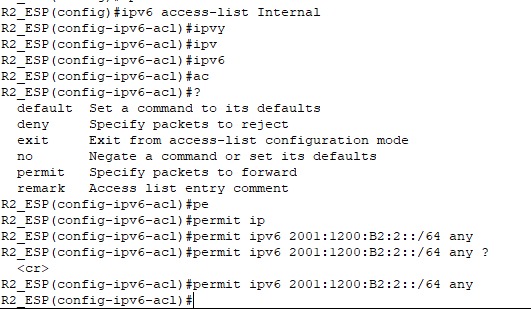 R2_ESP(config)#ipv6 access-list Internal
R2_ESP(config-ipv6-acl)#ipvy
R2_ESP(config-ipv6-acl)#ipv
R2_ESP(config-ipv6-acl)#ipv6
R2_ESP(config-ipv6-acl)#ac
R2_ESP(config-ipv6-acl)#?
default Set a command to its defaults
deny Specify packets to reject
exit Exit from access-list configuration mode
no Negate a command or set its defaults
permit Specify packets to forward
remark Access list entry comment
R2_ESP(config-ipv6-acl)#pe
R2_ESP(config-ipv6-acl)#permit ip
R2_ESP(config-ipv6-acl)#permit ipv6 2001:1200:B2:2::/64 any
R2_ESP(config-ipv6-acl)#permit ipv6 2001:1200:B2:2::/64 any ?
<cr>
R2_ESP(config-ipv6-acl)#permit ipv6 2001:1200:B2:2::/64 any
R2_ESP(config-ipv6-acl)#